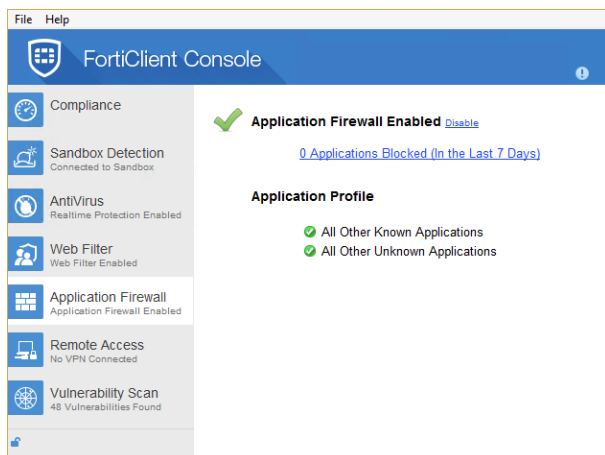 File Help
FortiClient Console
Compliance
Sandbox Detection
Connected to Sandbox
AntiVirus
Realtime Protection Enabled
Web Filter
Web Filter Enabled
Application Firewall
Application Firewall Enabled
Remote Access
No VPN Connected
Vulnerability Scan
48 Vulnerabilities Found
Application Firewall Enabled Disable
0 Applications Blocked (In the Last 7 Days)
Application Profile
All Other Known Applications
All Other Unknown Applications